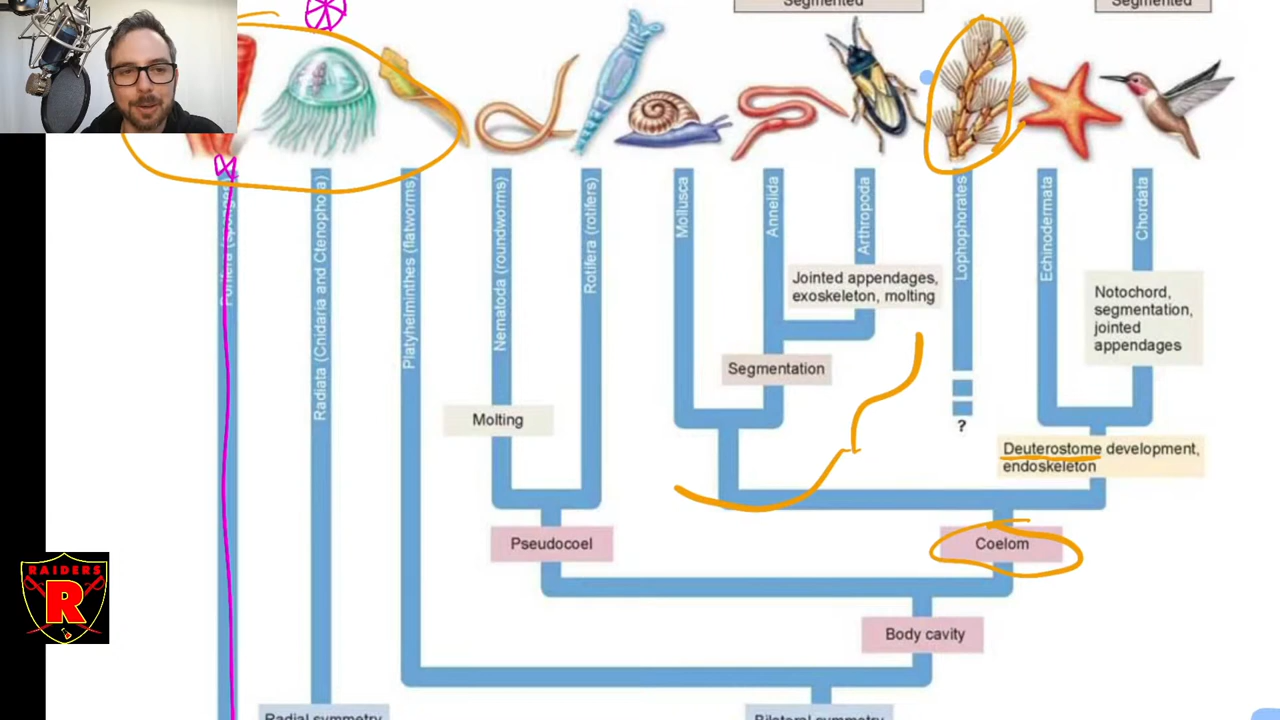 Segmented
Segmented
Porifera (sponges)
Radiata (Cnidaria and Ctenophora)
Platyhelminthes (flatworms)
Nematoda (roundworms)
Rotifera (rotifers)
Mollusca
Annelida
Arthropoda
Lophophorates
Echinodermata
Chordata
Jointed appendages,
exoskeleton, molting
Notochord,
segmentation,
jointed
appendages
Segmentation
Molting
?
Deuterostome development,
endoskeleton
Pseudocoel
Coelom
RAIDERS
R
Body cavity
Radial symmetry
Bilateral symmetry